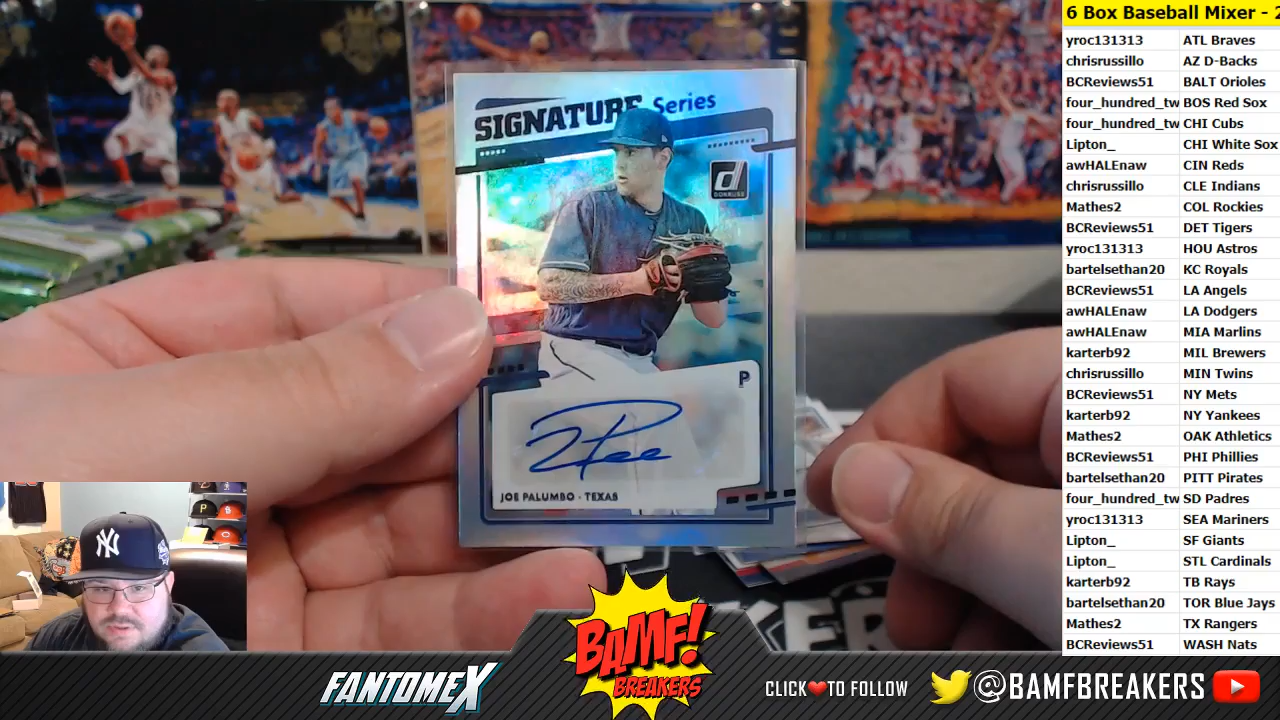 6 Box Baseball Mixer - 2
yroc131313 ATL Braves
chrisrussillo AZ D-Backs
BCReviews51 BALT Orioles
four_hundred_tw BOS Red Sox
four_hundred_tw CHI Cubs
Lipton_ CHI White Sox
awHALEnaw CIN Reds
chrisrussillo CLE Indians
Mathes2 COL Rockies
BCReviews51 DET Tigers
yroc131313 HOU Astros
bartelsethan20 KC Royals
BCReviews51 LA Angels
awHALEnaw LA Dodgers
awHALEnaw MIA Marlins
karterb92 MIL Brewers
chrisrussillo MIN Twins
BCReviews51 NY Mets
karterb92 NY Yankees
Mathes2 OAK Athletics
BCReviews51 PHI Phillies
bartelsethan20 PITT Pirates
four_hundred_tw SD Padres
yroc131313 SEA Mariners
Lipton_ SF Giants
Lipton_ STL Cardinals
karterb92 TB Rays
bartelsethan20 TOR Blue Jays
Mathes2 TX Rangers
BCReviews51 WASH Nats
SIGNATURE Series
d
DONRUSS
P
JOE PALUMBO - TEXAS
NY
P
KER
FANTOMEX
BAMF!
BREAKERS
CLICK TO FOLLOW
@BAMFBREAKERS